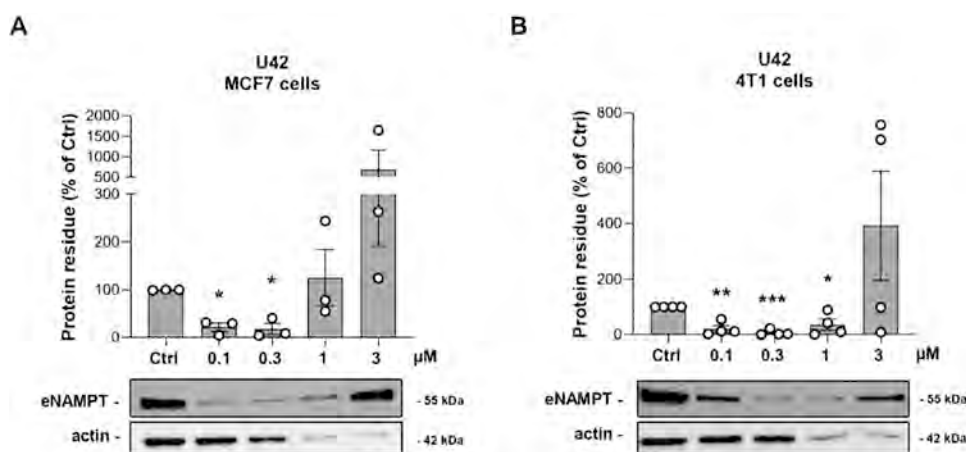 A
U42
MCF7 cells
Protein residue (% of Ctrl)
2000
1500
1000
500
300
200
100
0
* *
Ctrl 0.1 0.3 1 3 μM
eNAMPT - - 55 kDa
actin - - 42 kDa
B
U42
4T1 cells
Protein residue (% of Ctrl)
800
600
400
200
0
** *** *
Ctrl 0.1 0.3 1 3 μM
eNAMPT - - 55 kDa
actin - - 42 kDa